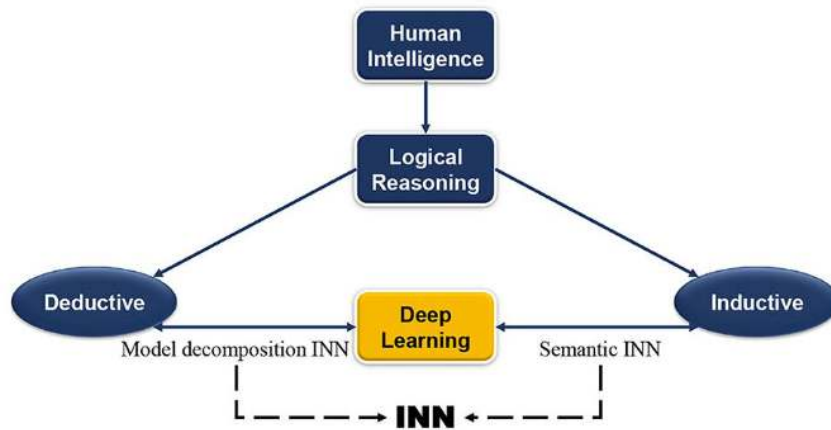 Human
Intelligence
Logical
Reasoning
Deductive
Deep
Learning
Inductive
Model decomposition INN
Semantic INN
INN